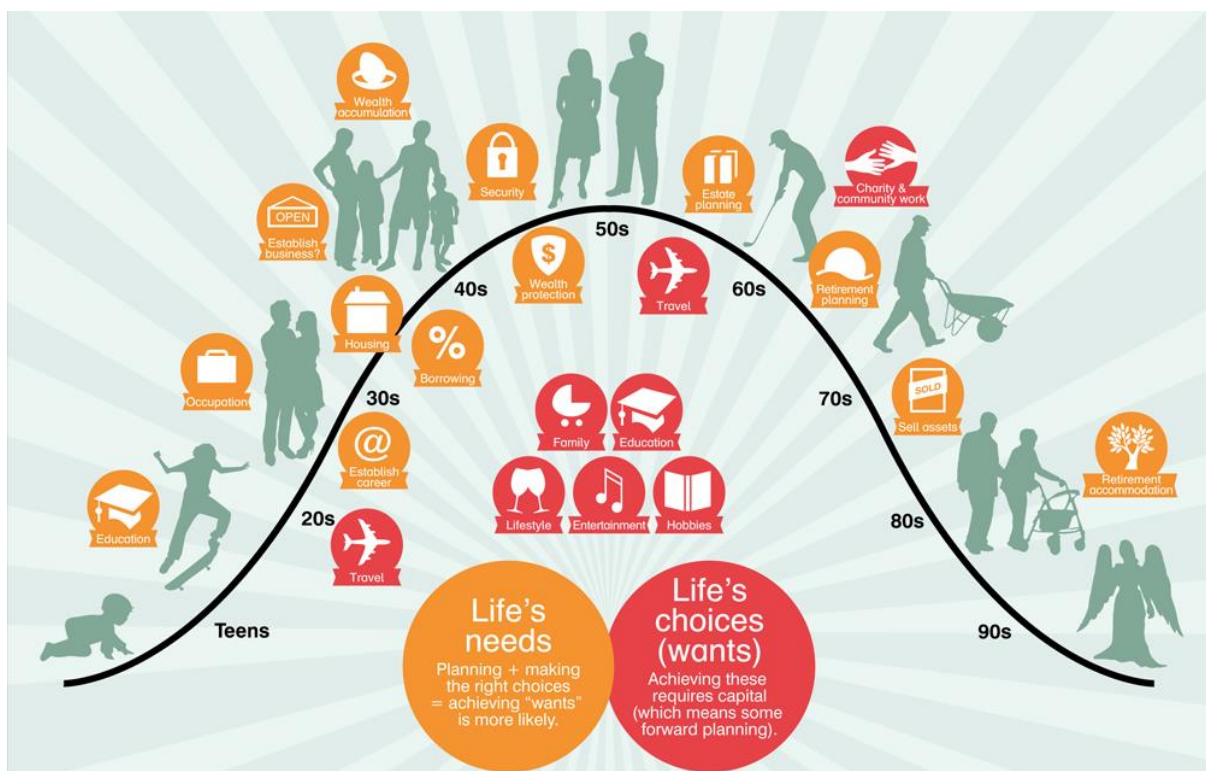 Wealth
accumulation
Security
Estate
planning
Charity &
community work
OPEN
Establish
business?
50s
40s
$
Wealth
protection
Travel
60s
Retirement
planning
Housing
%
Borrowing
Occupation
30s
Family
Education
70s
SOLD
Sell assets
@
Establish
career
Retirement
accommodation
Education
20s
Travel
Lifestyle
Entertainment
Hobbies
80s
Teens
90s
Life's
needs
Planning + making
the right choices
= achieving “wants”
is more likely.
Life's
choices
(wants)
Achieving these
requires capital
(which means some
forward planning).